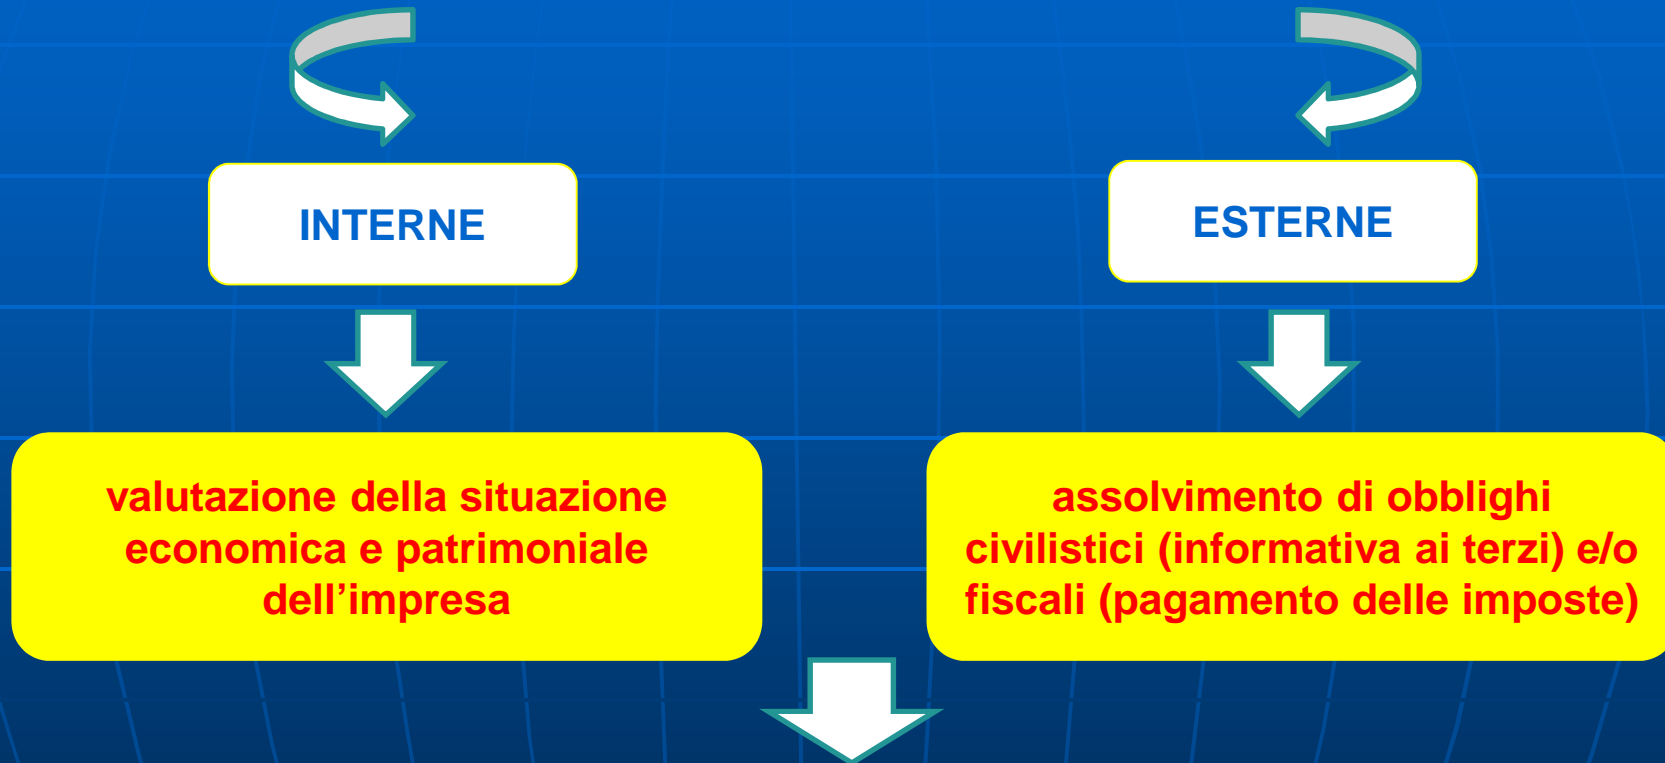 INTERNE
ESTERNE
valutazione della situazione
economica e patrimoniale
dell’impresa
assolvimento di obblighi
civilistici (informativa ai terzi) e/o
fiscali (pagamento delle imposte)